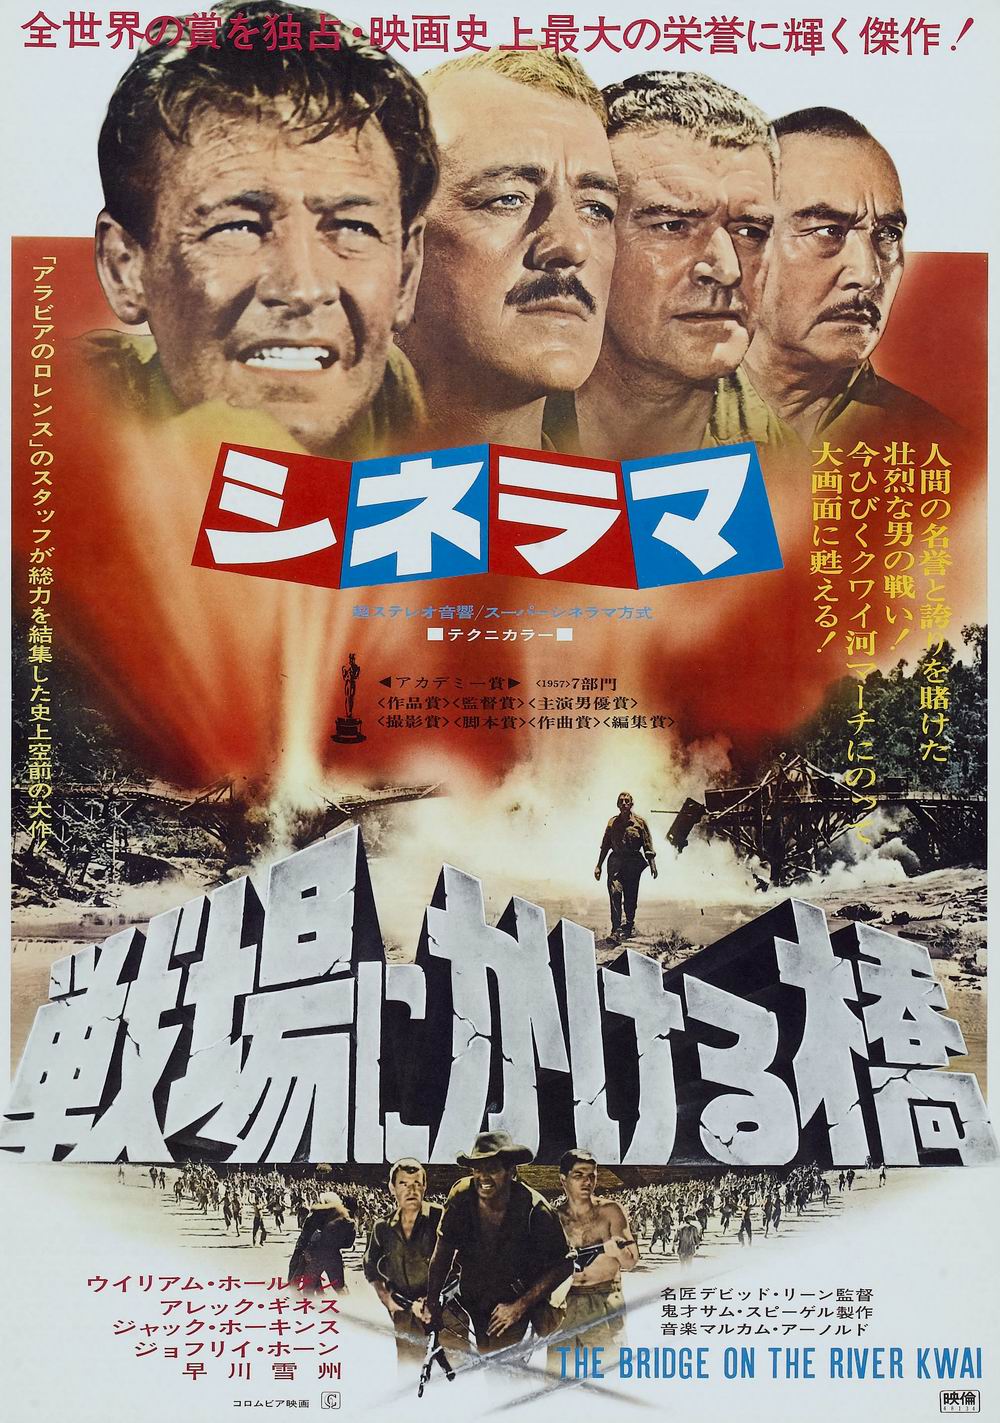 全世界の賞を独占・映画史上最大の栄誉に輝く傑作！
「アラビアのロレンス」のスタッフが総力を結集した史上空前の大作！
人間の名誉と誇りを賭けた
壮烈な男の戦い！
今ひびくクワイ河マーチにのって
大画面に甦える！
シネラマ
超ステレオ音響/スーパーシネラマ方式
■テクニカラー■
◀アカデミー賞▶〈1957〉7部門
〈作品賞〉〈監督賞〉〈主演男優賞〉
〈撮影賞〉〈脚本賞〉〈作曲賞〉〈編集賞〉
戦場にかける橋
ウイリアム・ホールデン
アレック・ギネス
ジャック・ホーキンス
ジョフリイ・ホーン
早川雪州
コロムビア映画
名匠デビッド・リーン監督
鬼才サム・スピーゲル製作
音楽マルカム・アーノルド
THE BRIDGE ON THE RIVER KWAI
映倫